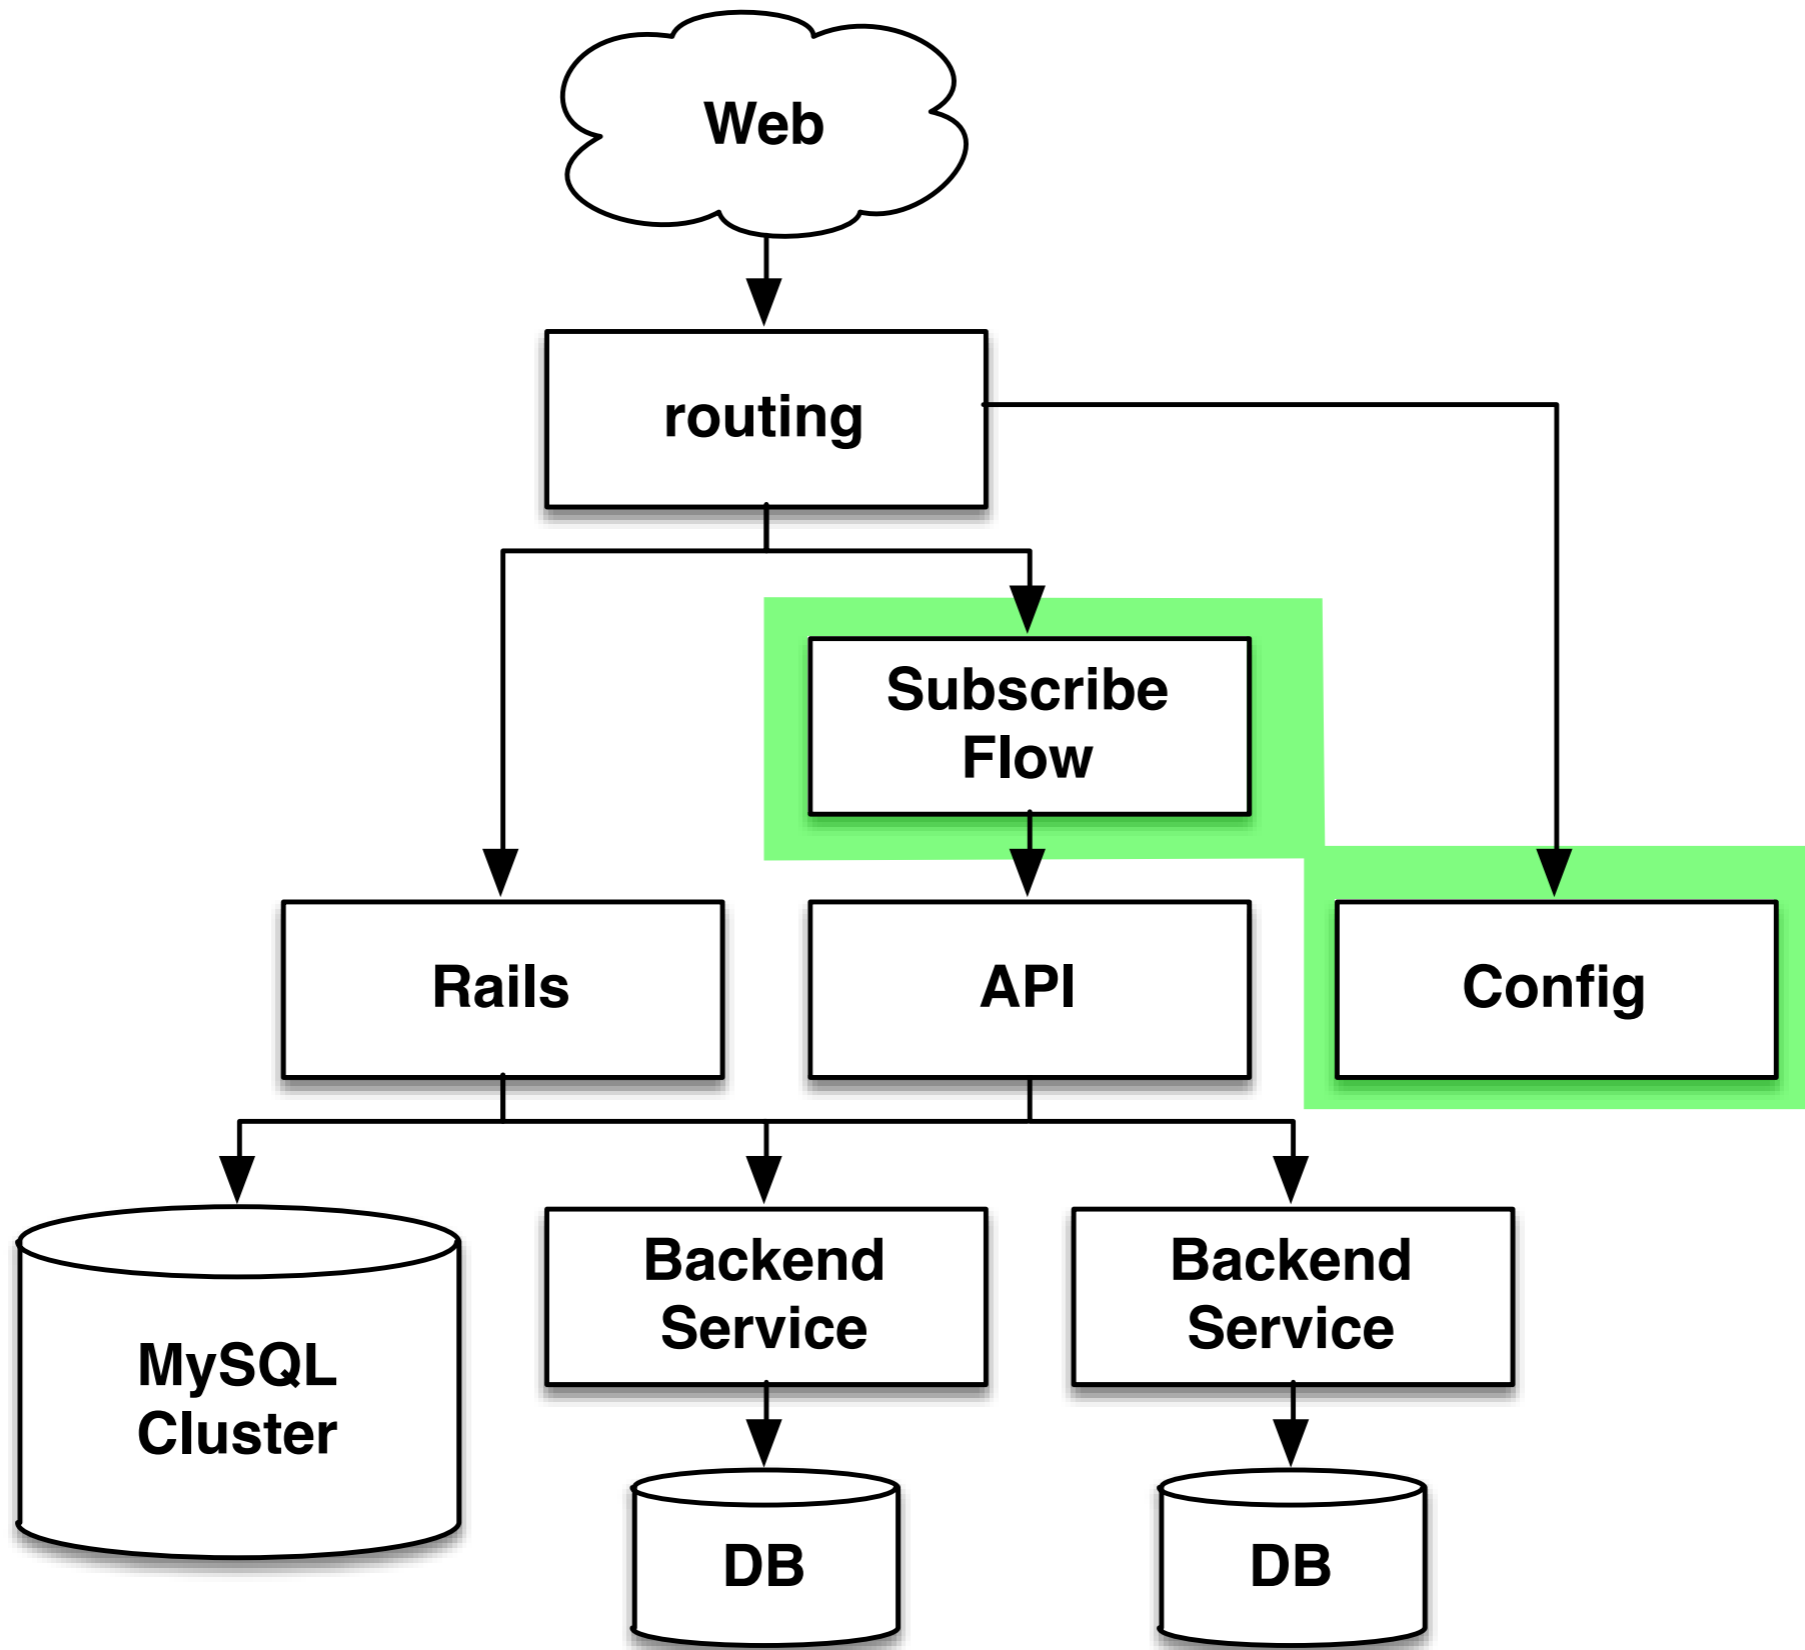 Web
routing
Subscribe
Flow
Rails
API
Config
MySQL
Cluster
Backend
Service
Backend
Service
DB
DB